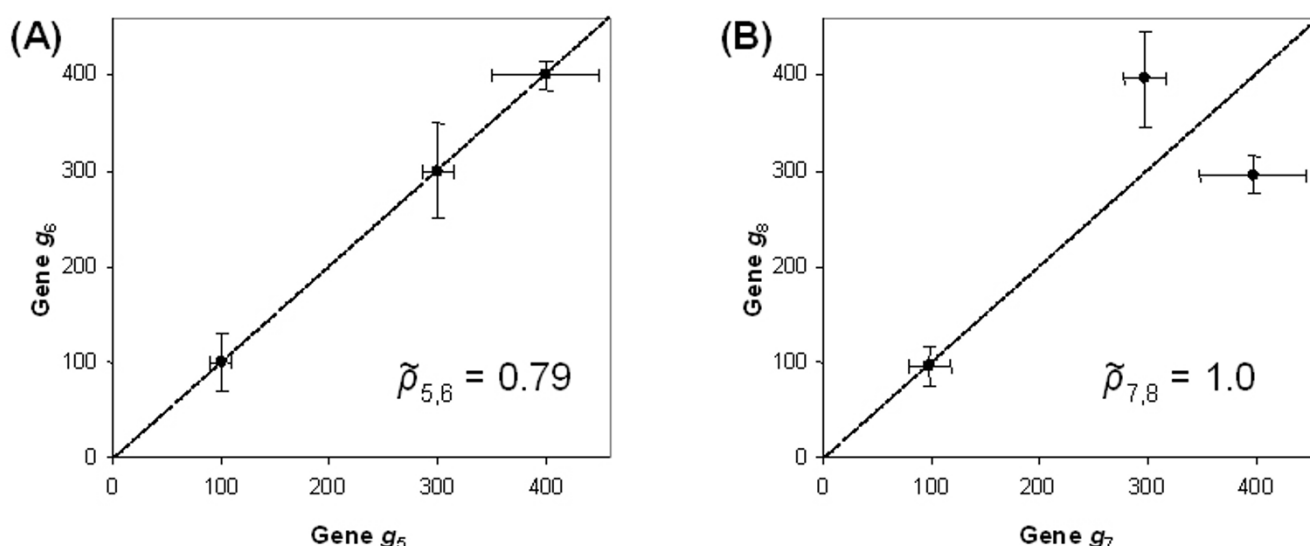 (A)
400
300
200
100
0
Gene g₆
ρ̃₅,₆ = 0.79
0 100 200 300 400
Gene g₅
(B)
400
300
200
100
0
Gene g₈
ρ̃₇,₈ = 1.0
0 100 200 300 400
Gene g₇